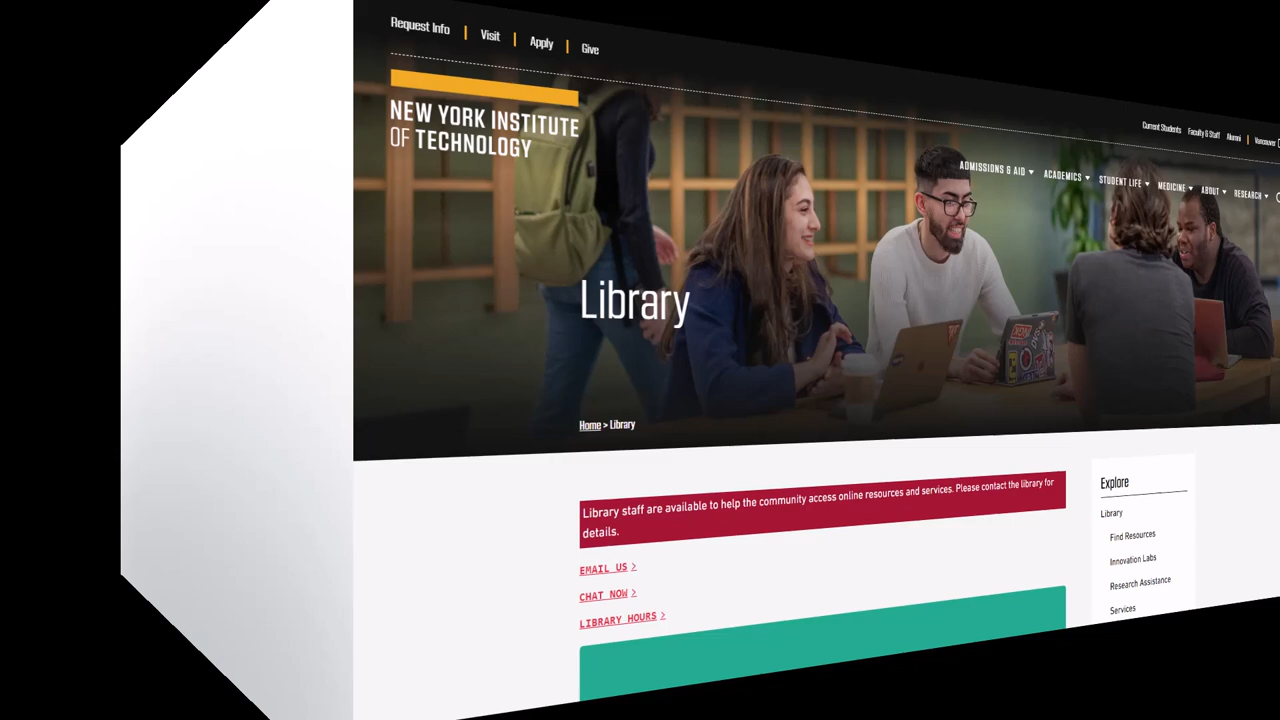 Request Info
Visit
Apply
Give
Current Students
Faculty & Staff
Alumni
Vancouver
NEW YORK INSTITUTE
OF TECHNOLOGY
ADMISSIONS & AID
ACADEMICS
STUDENT LIFE
MEDICINE
ABOUT
RESEARCH
Library
Home > Library
Library staff are available to help the community access online resources and services. Please contact the library for
details.
EMAIL US >
CHAT NOW >
LIBRARY HOURS >
Explore
Library
Find Resources
Innovation Labs
Research Assistance
Services